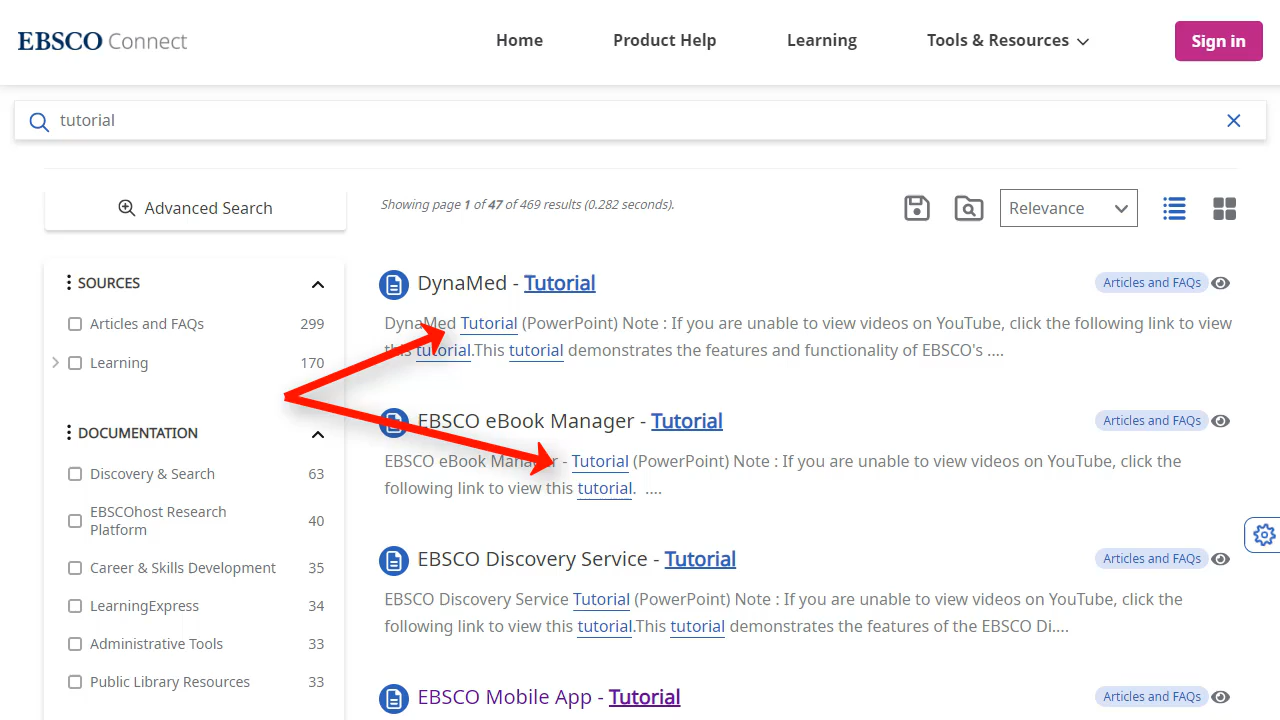 EBSCO Connect
Home
Product Help
Learning
Tools & Resources
Sign in
tutorial
Advanced Search
Showing page 1 of 47 of 469 results (0.282 seconds).
Relevance
SOURCES
Articles and FAQs 299
Learning 170
DOCUMENTATION
Discovery & Search 63
EBSCOhost Research
Platform 40
Career & Skills Development 35
LearningExpress 34
Administrative Tools 33
Public Library Resources 33
DynaMed - Tutorial
Articles and FAQs
DynaMed Tutorial (PowerPoint) Note : If you are unable to view videos on YouTube, click the following link to view
this tutorial.This tutorial demonstrates the features and functionality of EBSCO's ....
EBSCO eBook Manager - Tutorial
Articles and FAQs
EBSCO eBook Manager - Tutorial (PowerPoint) Note : If you are unable to view videos on YouTube, click the
following link to view this tutorial.  ....
EBSCO Discovery Service - Tutorial
Articles and FAQs
EBSCO Discovery Service Tutorial (PowerPoint) Note : If you are unable to view videos on YouTube, click the
following link to view this tutorial.This tutorial demonstrates the features of the EBSCO Di....
EBSCO Mobile App - Tutorial
Articles and FAQs